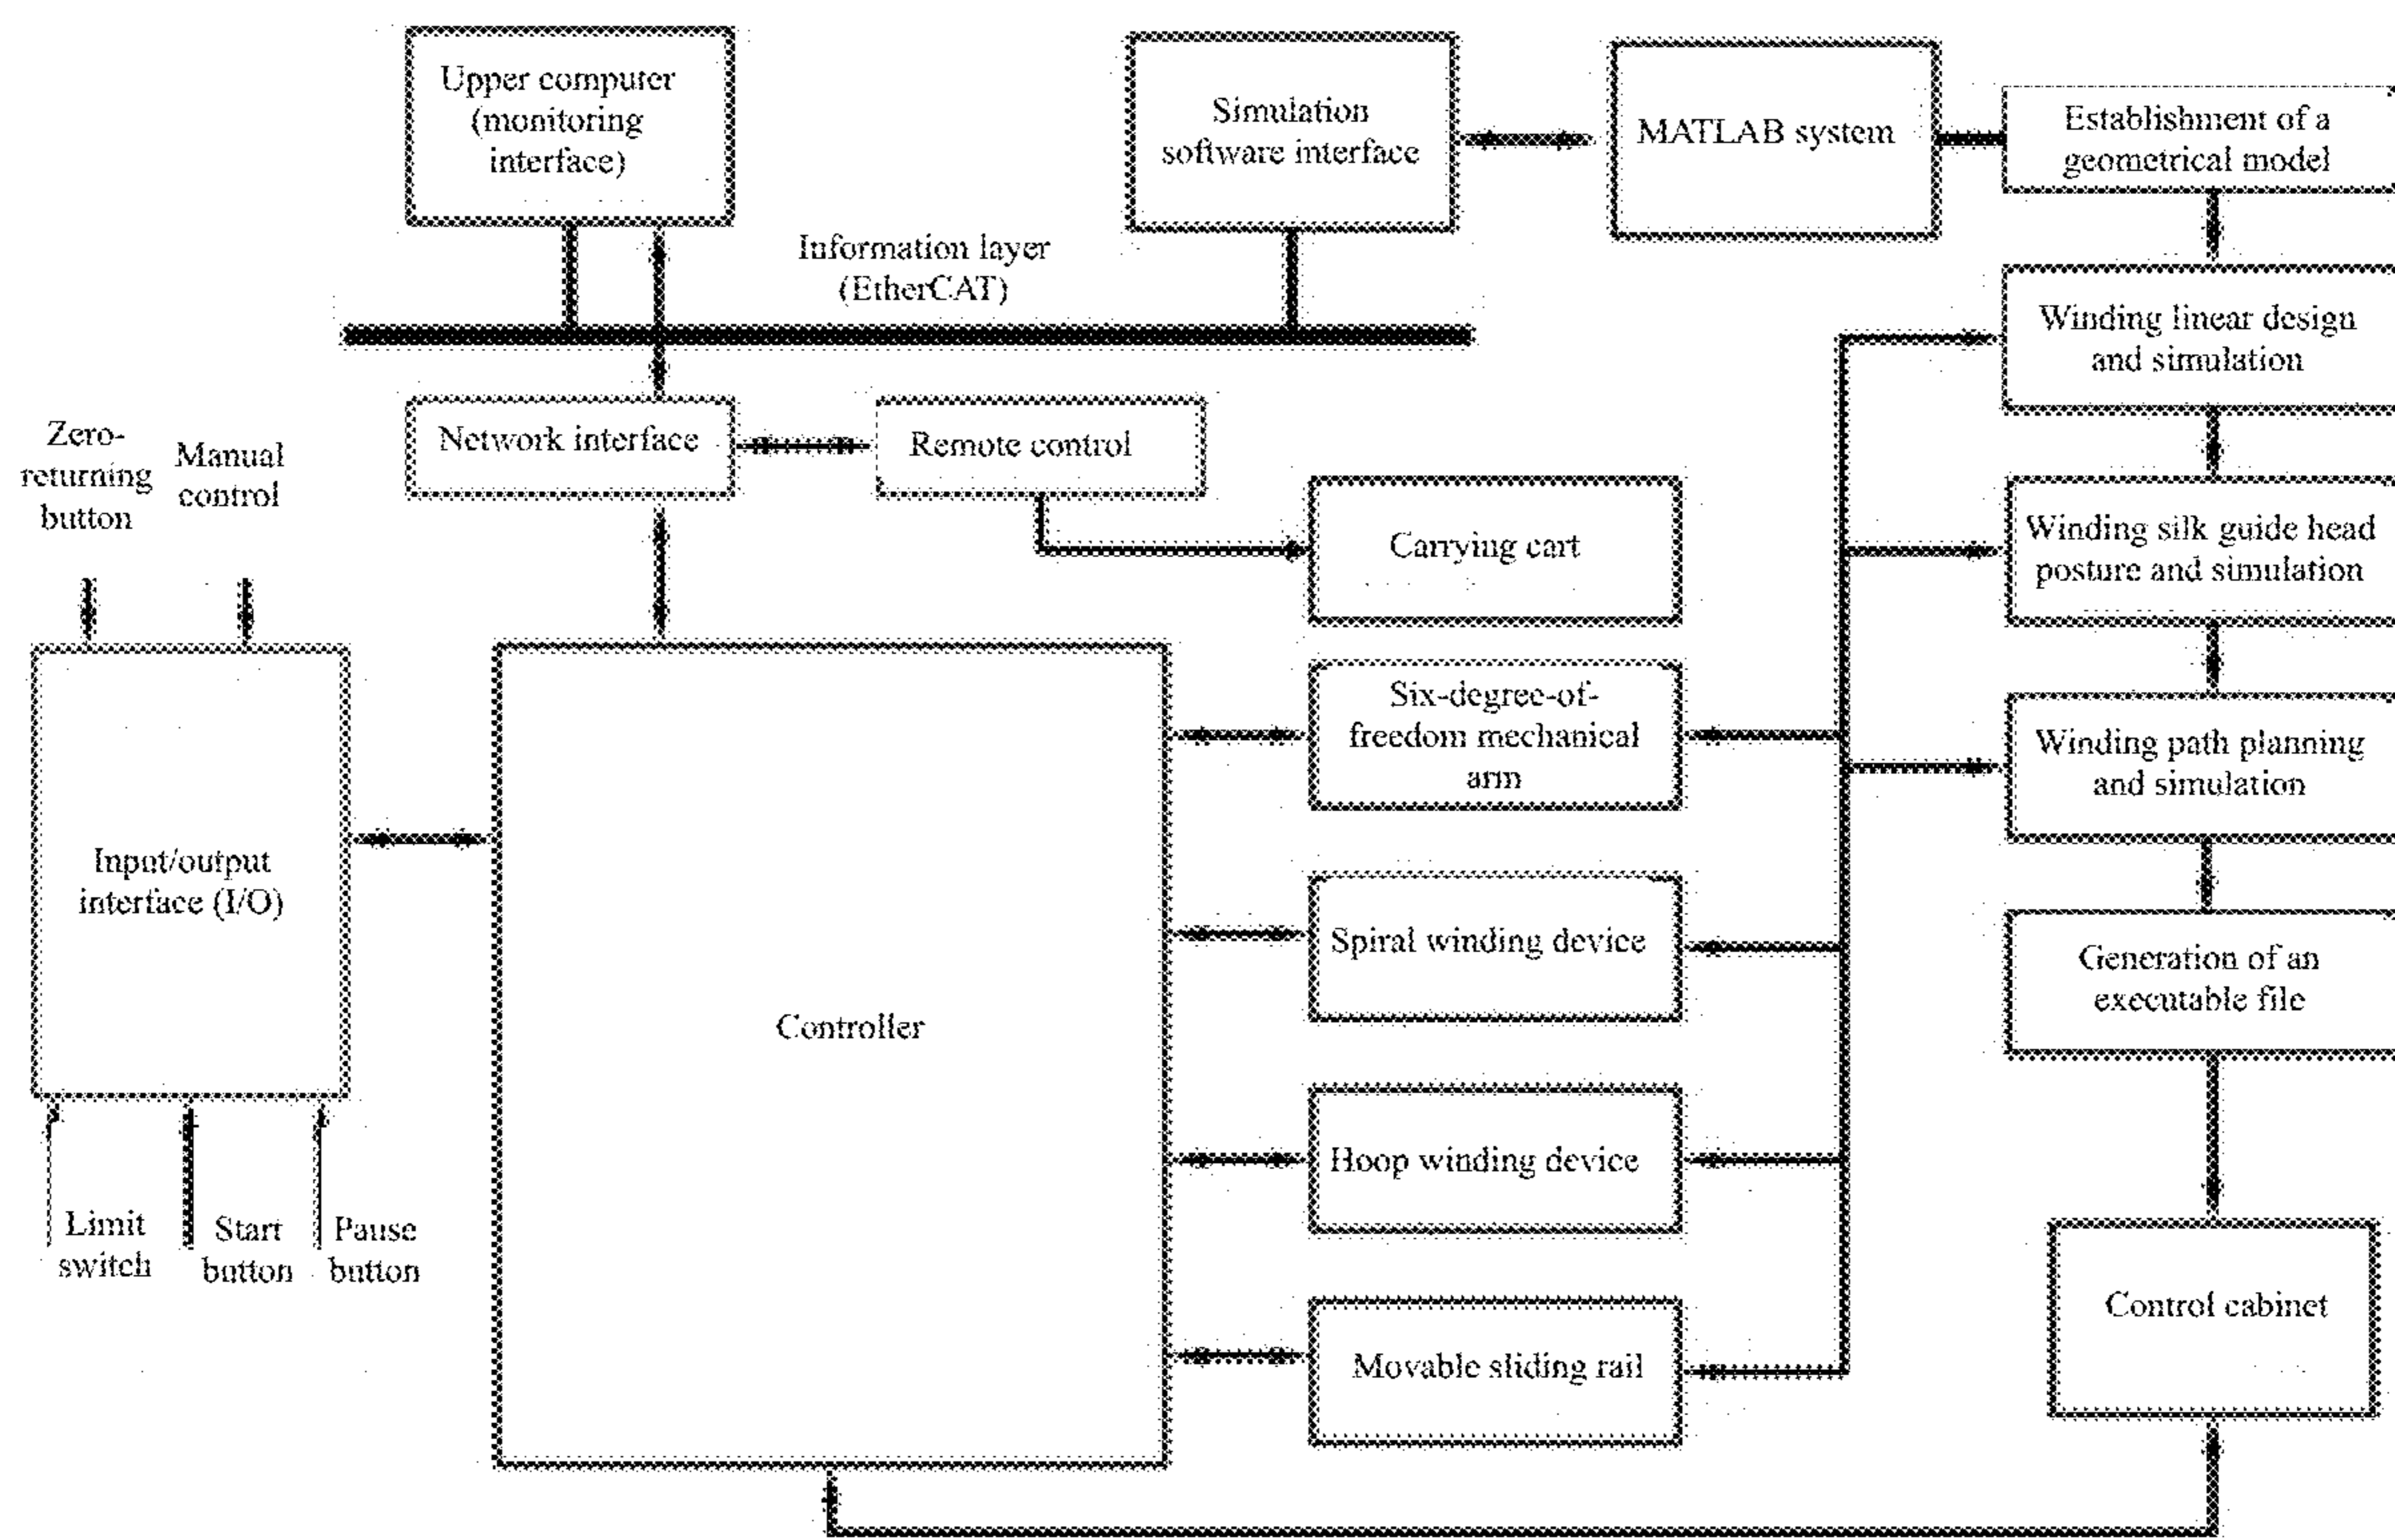 Upper computer
(monitoring
interface)
Simulation
software interface
MATLAB system
Establishment of a
geometrical model
Information layer
(EtherCAT)
Winding linear design
and simulation
Zero-
returning
button
Manual
control
Network interface
Remote control
Carrying cart
Winding silk guide head
posture and simulation
Six-degree-of-
freedom mechanical
arm
Winding path planning
and simulation
Input/output
interface (I/O)
Controller
Spiral winding device
Generation of an
executable file
Hoop winding device
Limit
switch
Start
button
Pause
button
Movable sliding rail
Control cabinet